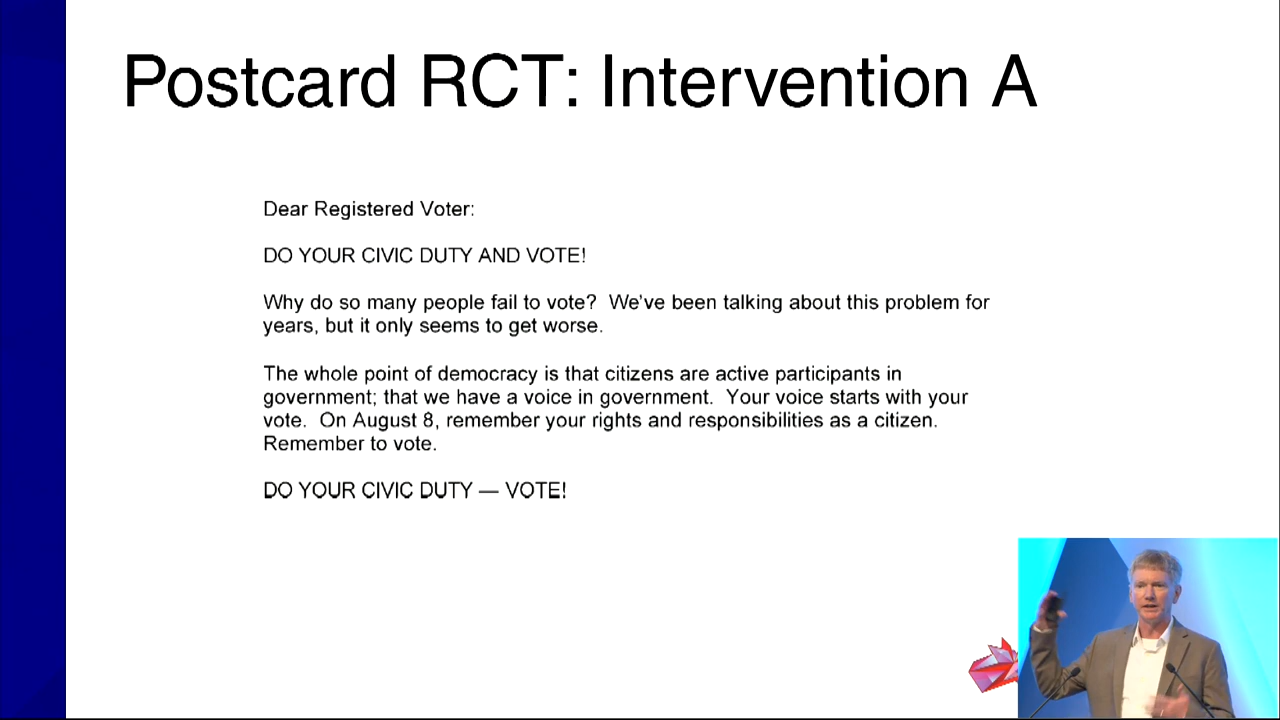 Postcard RCT: Intervention A
Dear Registered Voter:
DO YOUR CIVIC DUTY AND VOTE!
Why do so many people fail to vote?  We've been talking about this problem for
years, but it only seems to get worse.
The whole point of democracy is that citizens are active participants in
government; that we have a voice in government.  Your voice starts with your
vote.  On August 8, remember your rights and responsibilities as a citizen.
Remember to vote.
DO YOUR CIVIC DUTY — VOTE!